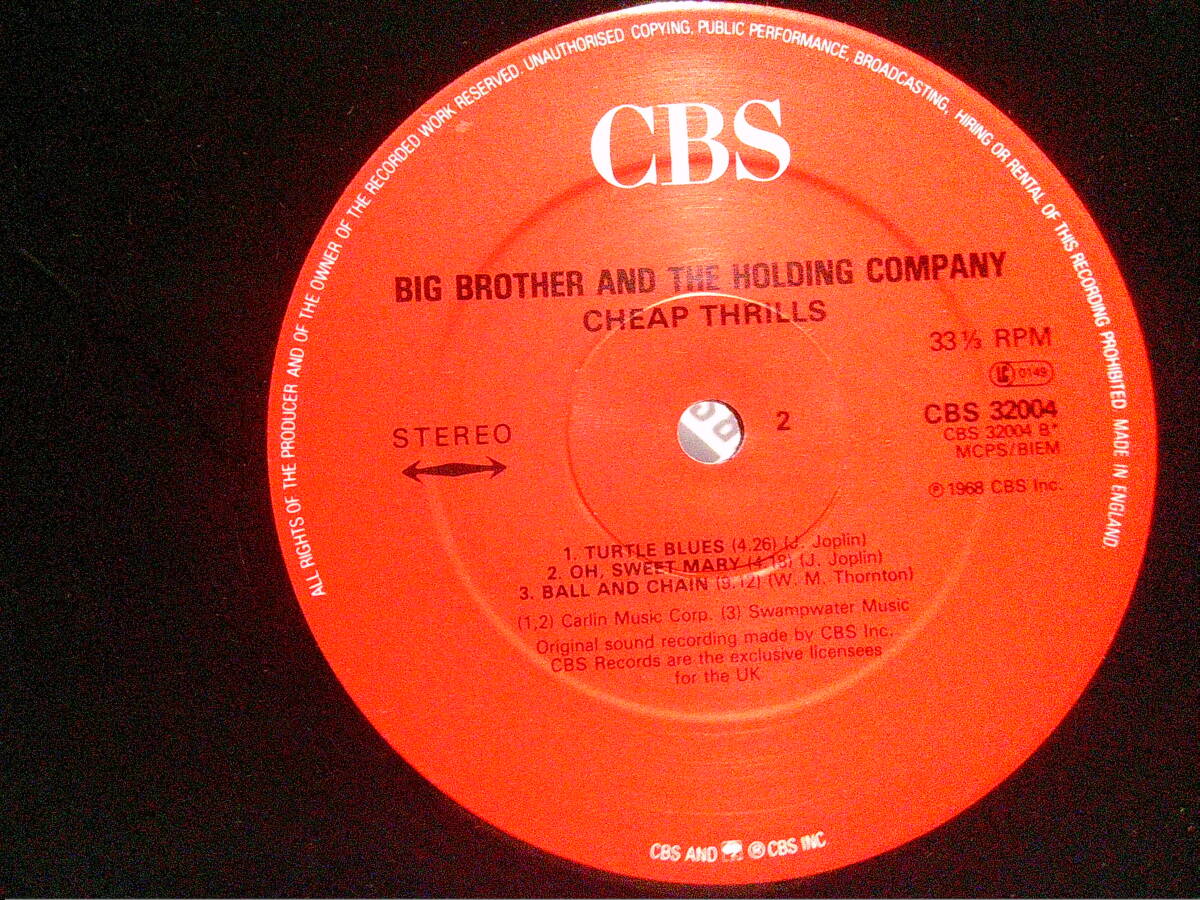 ALL RIGHTS OF THE PRODUCER AND OF THE OWNER OF THE RECORDED WORK RESERVED. UNAUTHORISED COPYING, PUBLIC PERFORMANCE, BROADCASTING, HIRING OR RENTAL OF THIS RECORDING PROHIBITED. MADE IN ENGLAND.
CBS
BIG BROTHER AND THE HOLDING COMPANY
CHEAP THRILLS
33⅓ RPM
LC 0149
CBS 32004
CBS 32004 B*
MCPS/BIEM
℗ 1968 CBS Inc.
STEREO
2
1. TURTLE BLUES (4.26) (J. Joplin)
2. OH, SWEET MARY (4.13) (J. Joplin)
3. BALL AND CHAIN (9.12) (W. M. Thornton)
(1,2) Carlin Music Corp. (3) Swampwater Music
Original sound recording made by CBS Inc.
CBS Records are the exclusive licensees
for the UK
CBS AND ® CBS INC